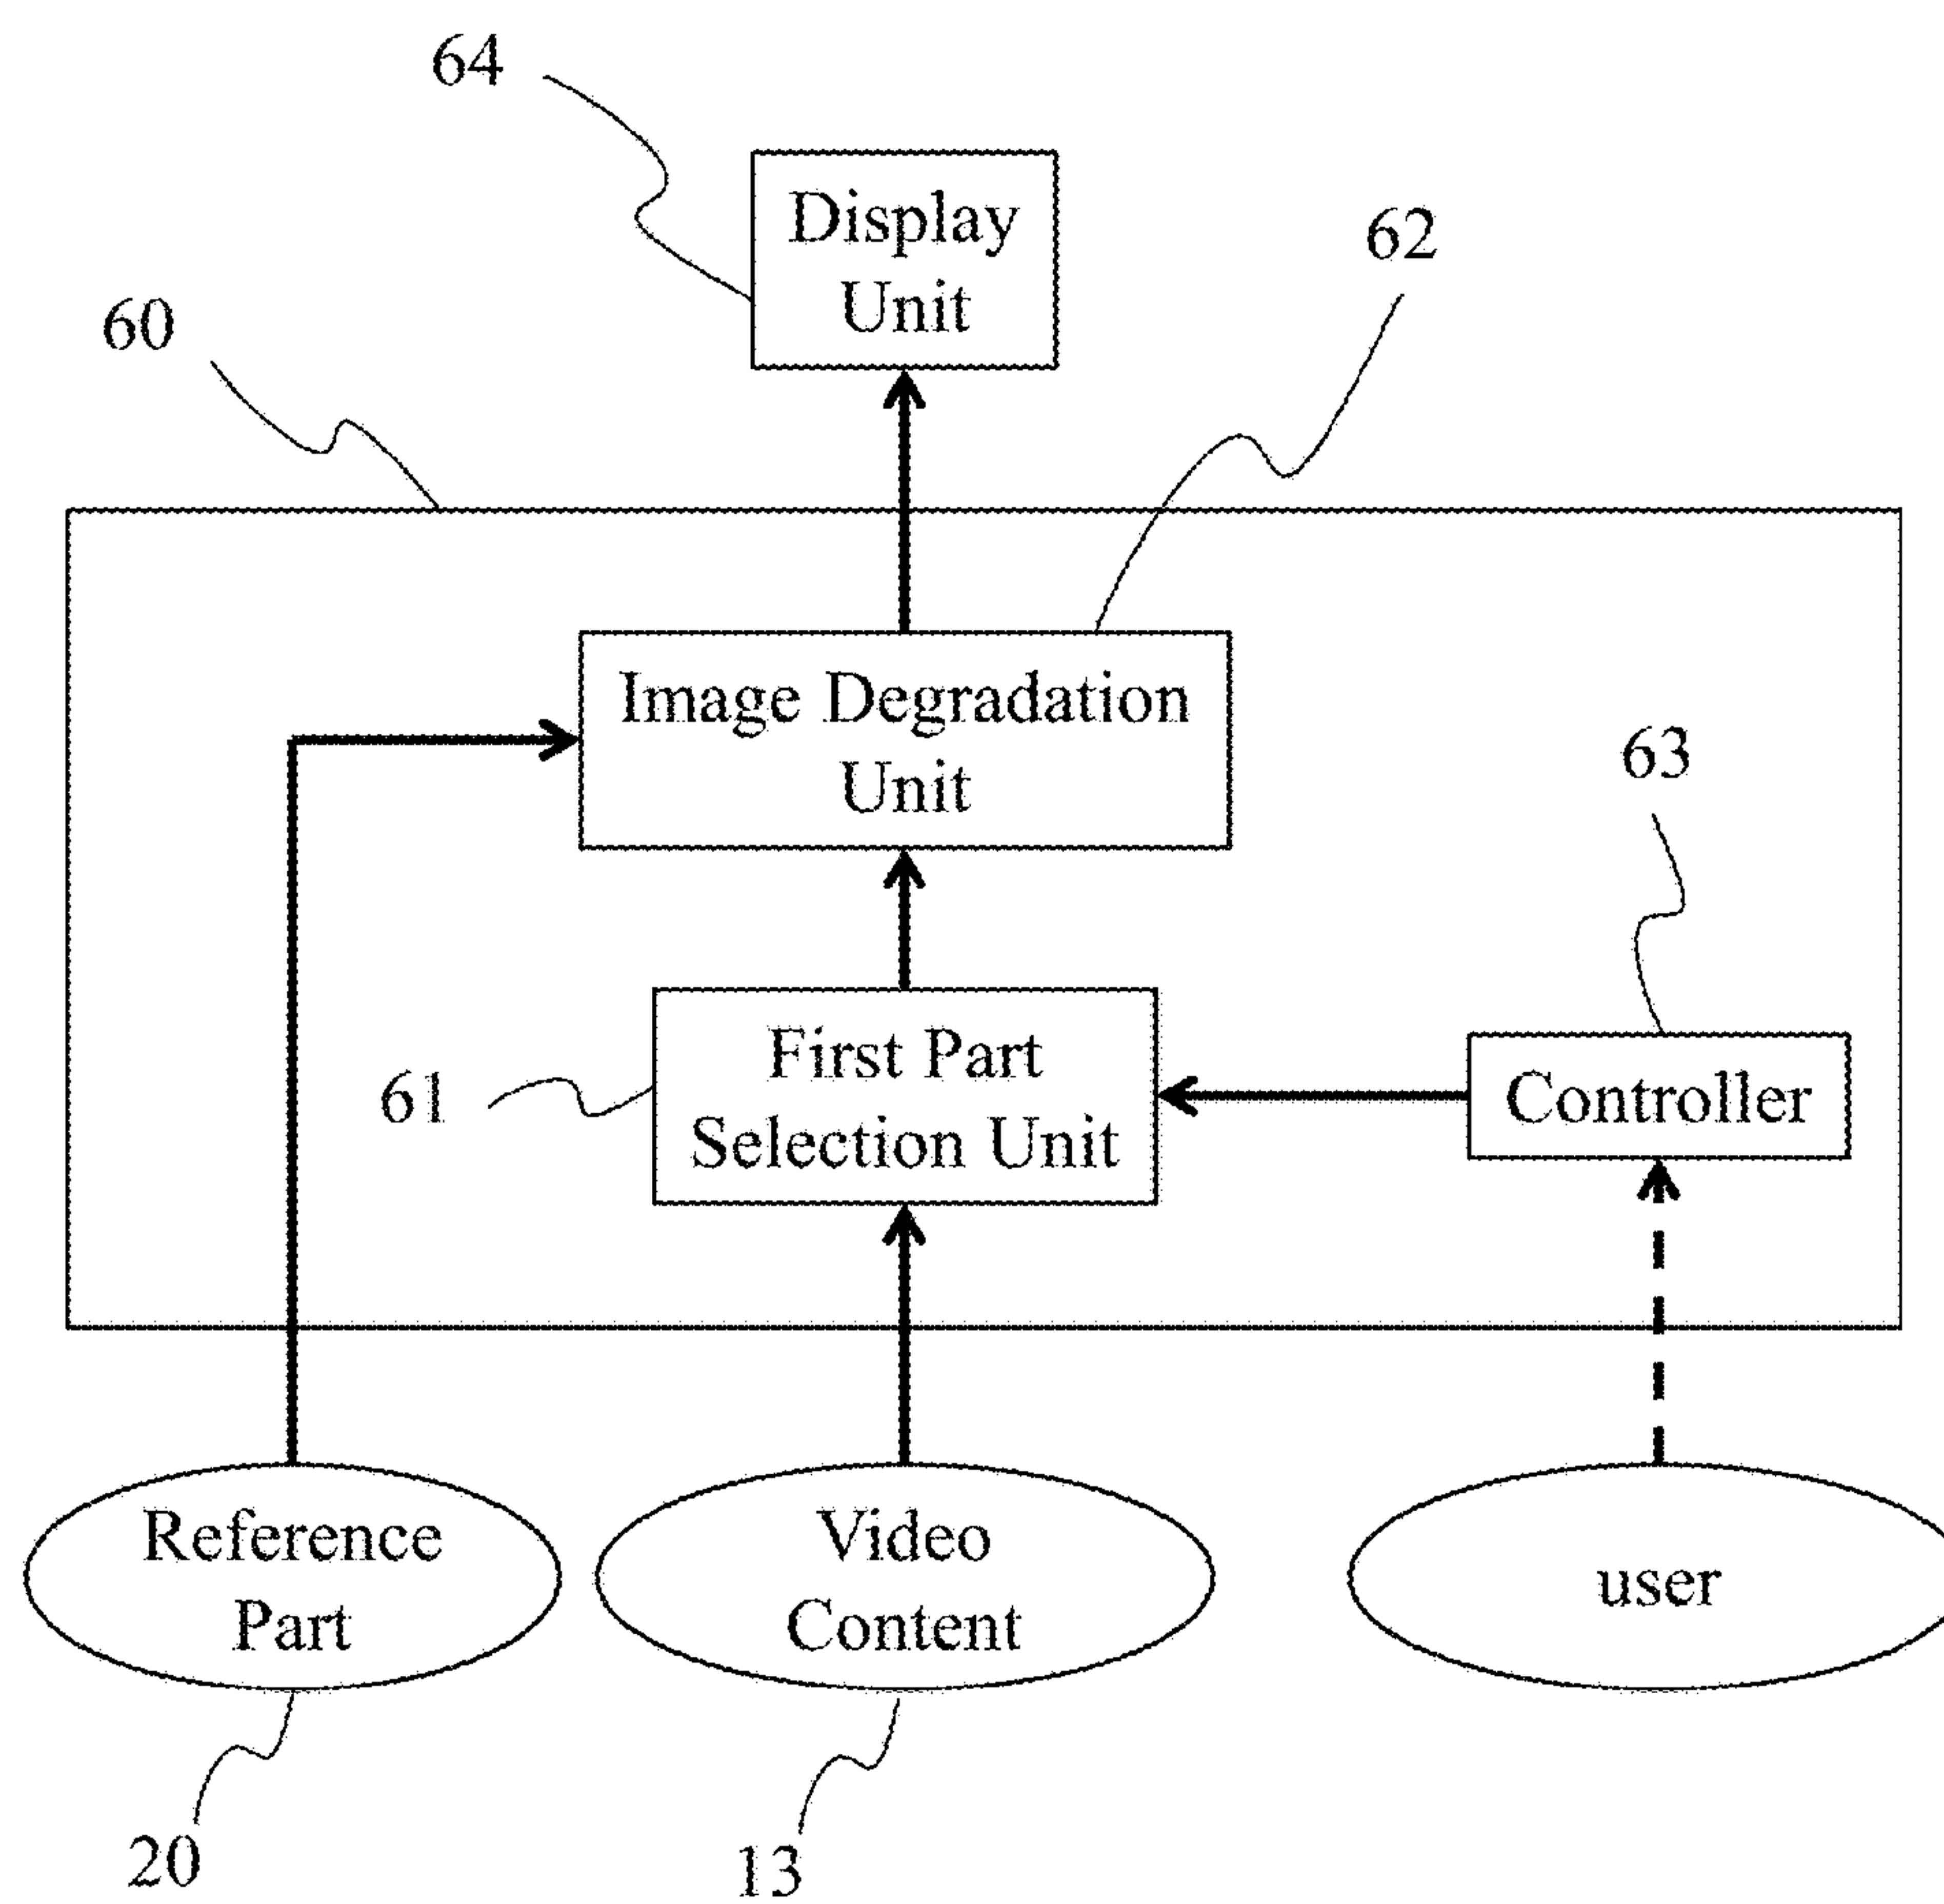 64
Display
Unit
62
60
Image Degradation
Unit
63
First Part
Selection Unit
61
Controller
Reference
Part
Video
Content
user
20
13